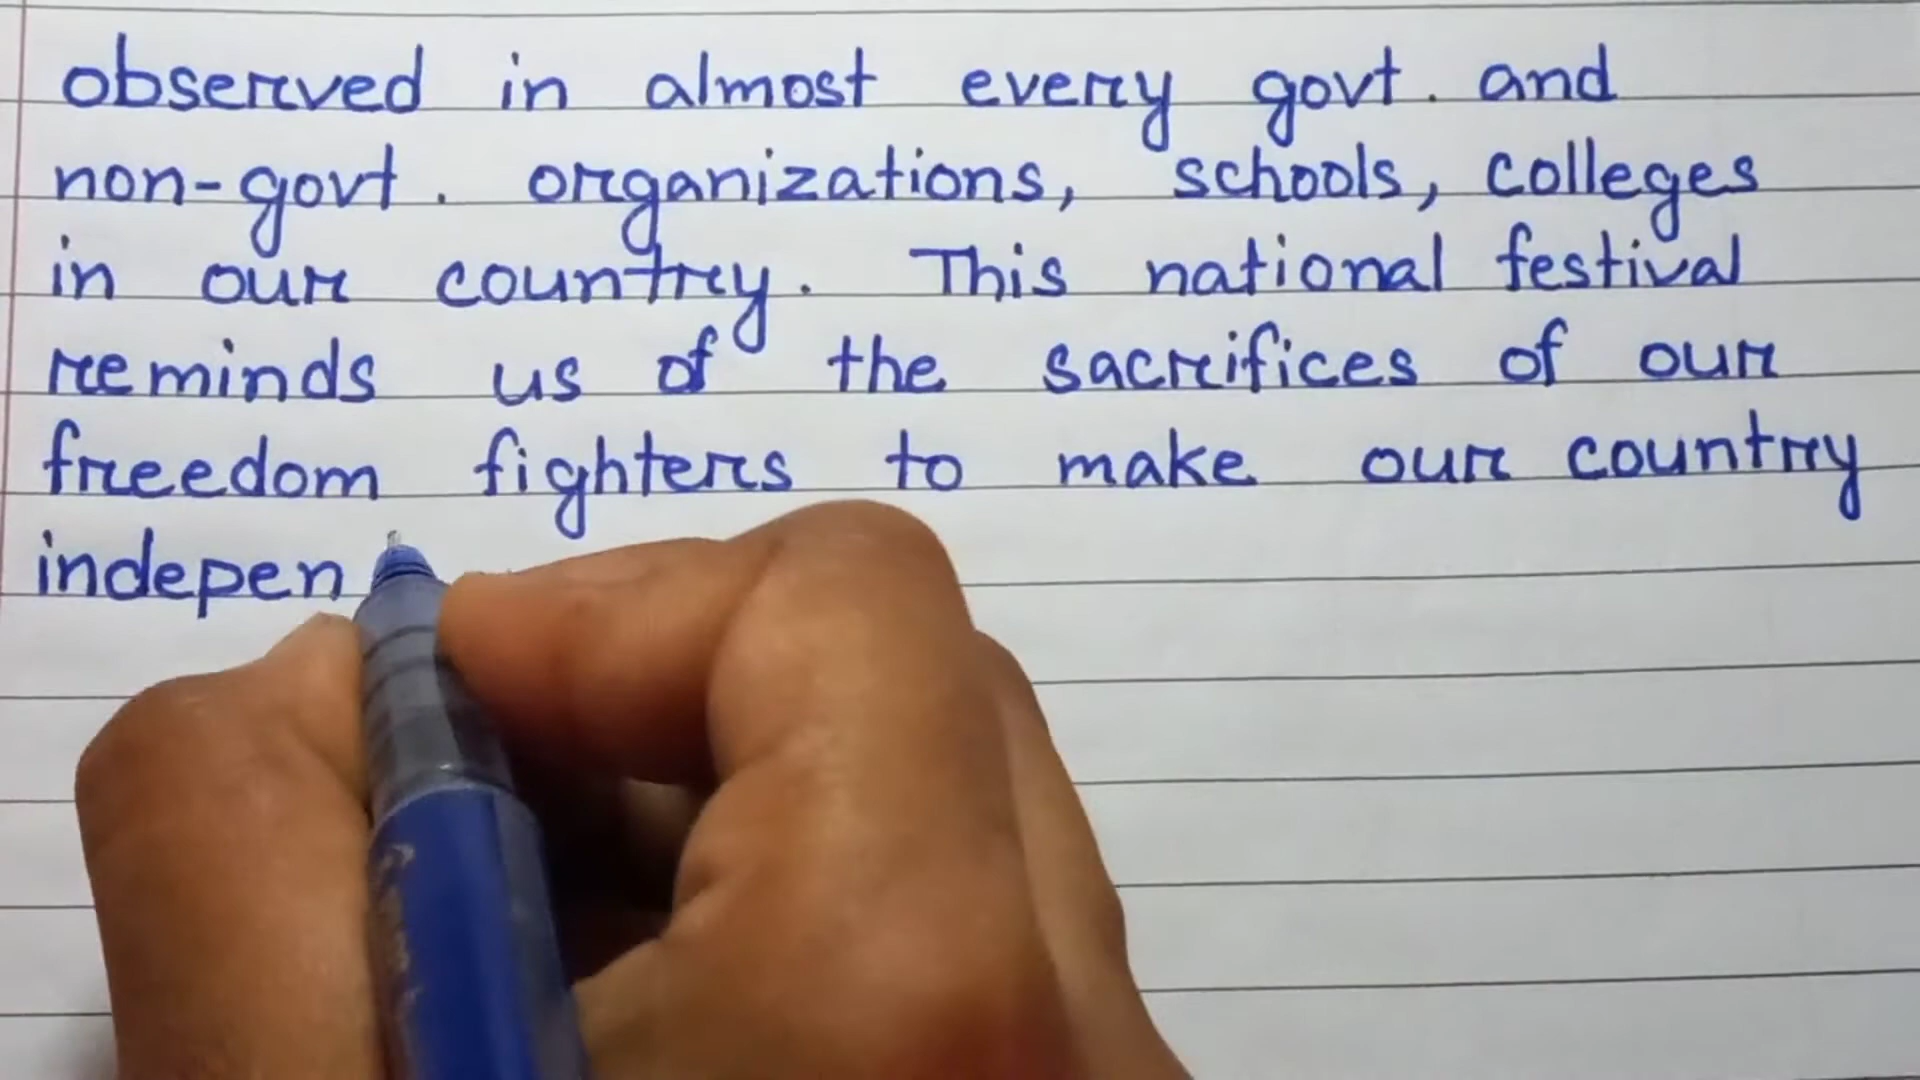 observed in almost every govt. and
non-govt. organizations, schools, colleges
in our country. This national festival
reminds us of the sacrifices of our
freedom fighters to make our country
indepen